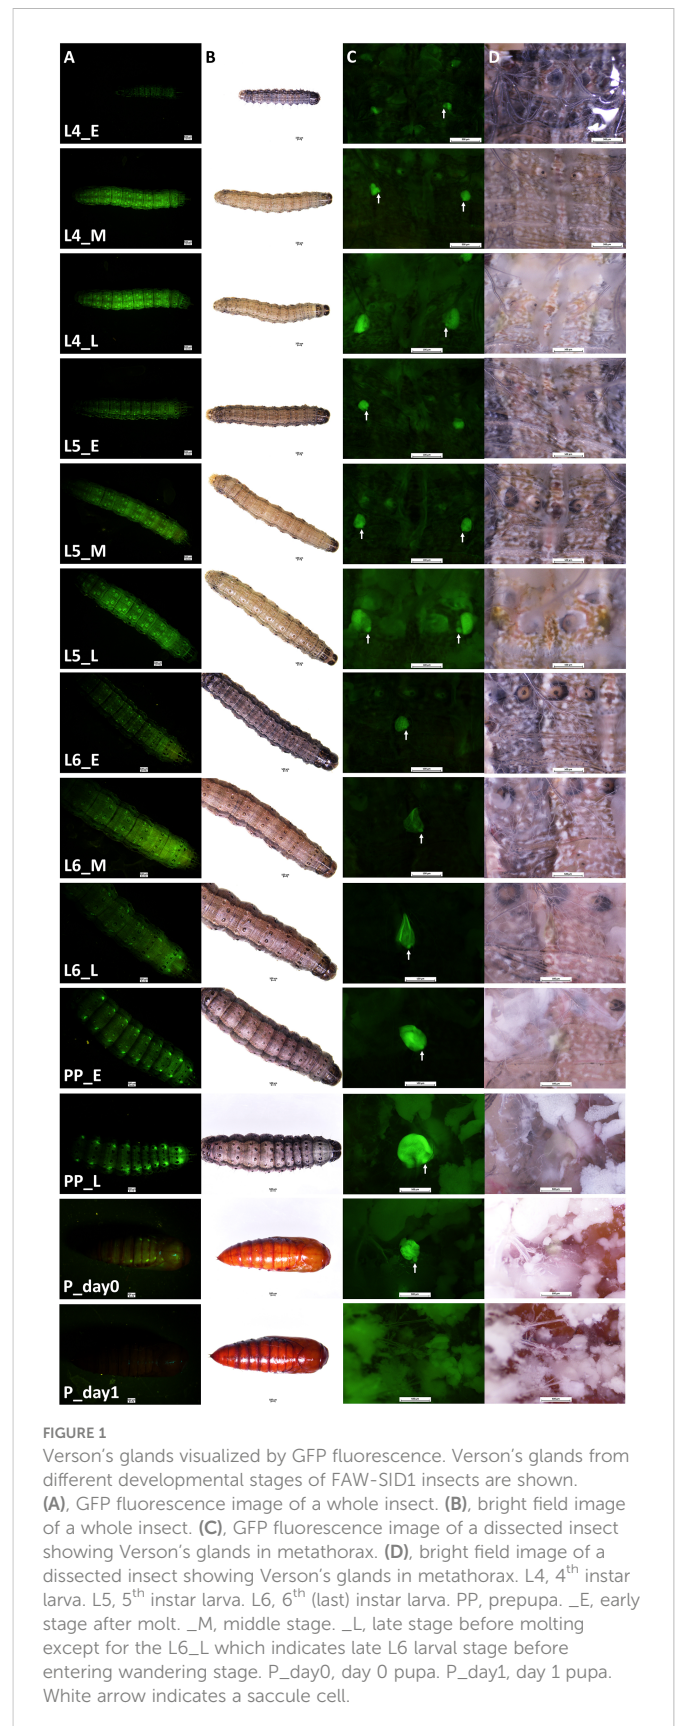 A B C D
L4_E
L4_M
L4_L
L5_E
L5_M
L5_L
L6_E
L6_M
L6_L
PP_E
PP_L
P_day0
P_day1
FIGURE 1
Verson's glands visualized by GFP fluorescence. Verson's glands from
different developmental stages of FAW-SID1 insects are shown.
(A), GFP fluorescence image of a whole insect. (B), bright field image
of a whole insect. (C), GFP fluorescence image of a dissected insect
showing Verson's glands in metathorax. (D), bright field image of a
dissected insect showing Verson's glands in metathorax. L4, 4th instar
larva. L5, 5th instar larva. L6, 6th (last) instar larva. PP, prepupa. _E, early
stage after molt. _M, middle stage. _L, late stage before molting
except for the L6_L which indicates late L6 larval stage before
entering wandering stage. P_day0, day 0 pupa. P_day1, day 1 pupa.
White arrow indicates a saccule cell.